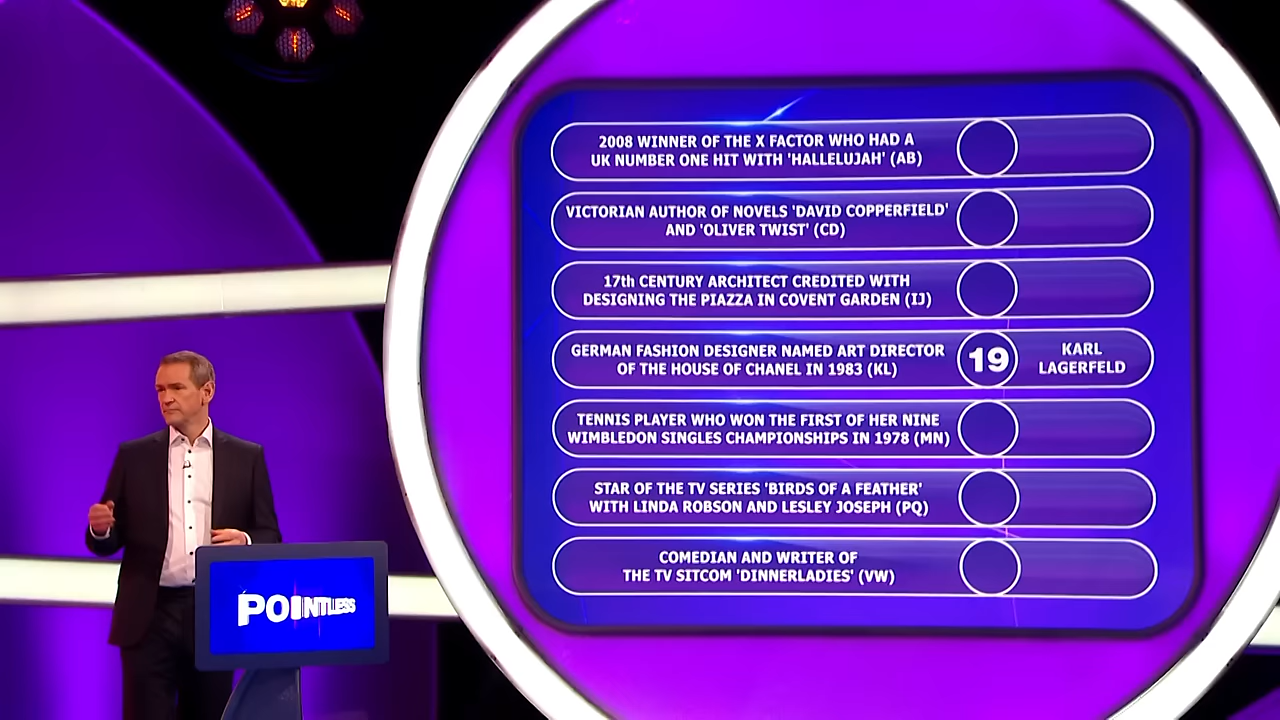 2008 WINNER OF THE X FACTOR WHO HAD A
UK NUMBER ONE HIT WITH 'HALLELUJAH' (AB)
VICTORIAN AUTHOR OF NOVELS 'DAVID COPPERFIELD'
AND 'OLIVER TWIST' (CD)
17th CENTURY ARCHITECT CREDITED WITH
DESIGNING THE PIAZZA IN COVENT GARDEN (IJ)
GERMAN FASHION DESIGNER NAMED ART DIRECTOR
OF THE HOUSE OF CHANEL IN 1983 (KL)
19
KARL
LAGERFELD
TENNIS PLAYER WHO WON THE FIRST OF HER NINE
WIMBLEDON SINGLES CHAMPIONSHIPS IN 1978 (MN)
STAR OF THE TV SERIES 'BIRDS OF A FEATHER'
WITH LINDA ROBSON AND LESLEY JOSEPH (PQ)
COMEDIAN AND WRITER OF
THE TV SITCOM 'DINNERLADIES' (VW)
POINTLESS